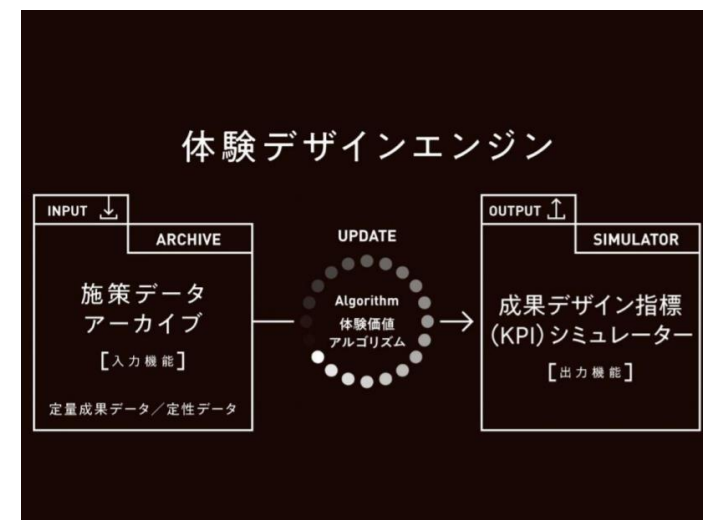 体験デザインエンジン
INPUT
ARCHIVE
施策データ
アーカイブ
[入力機能]
定量成果データ／定性データ
UPDATE
Algorithm
体験価値
アルゴリズム
OUTPUT
SIMULATOR
成果デザイン指標
(KPI)シミュレーター
[出力機能]